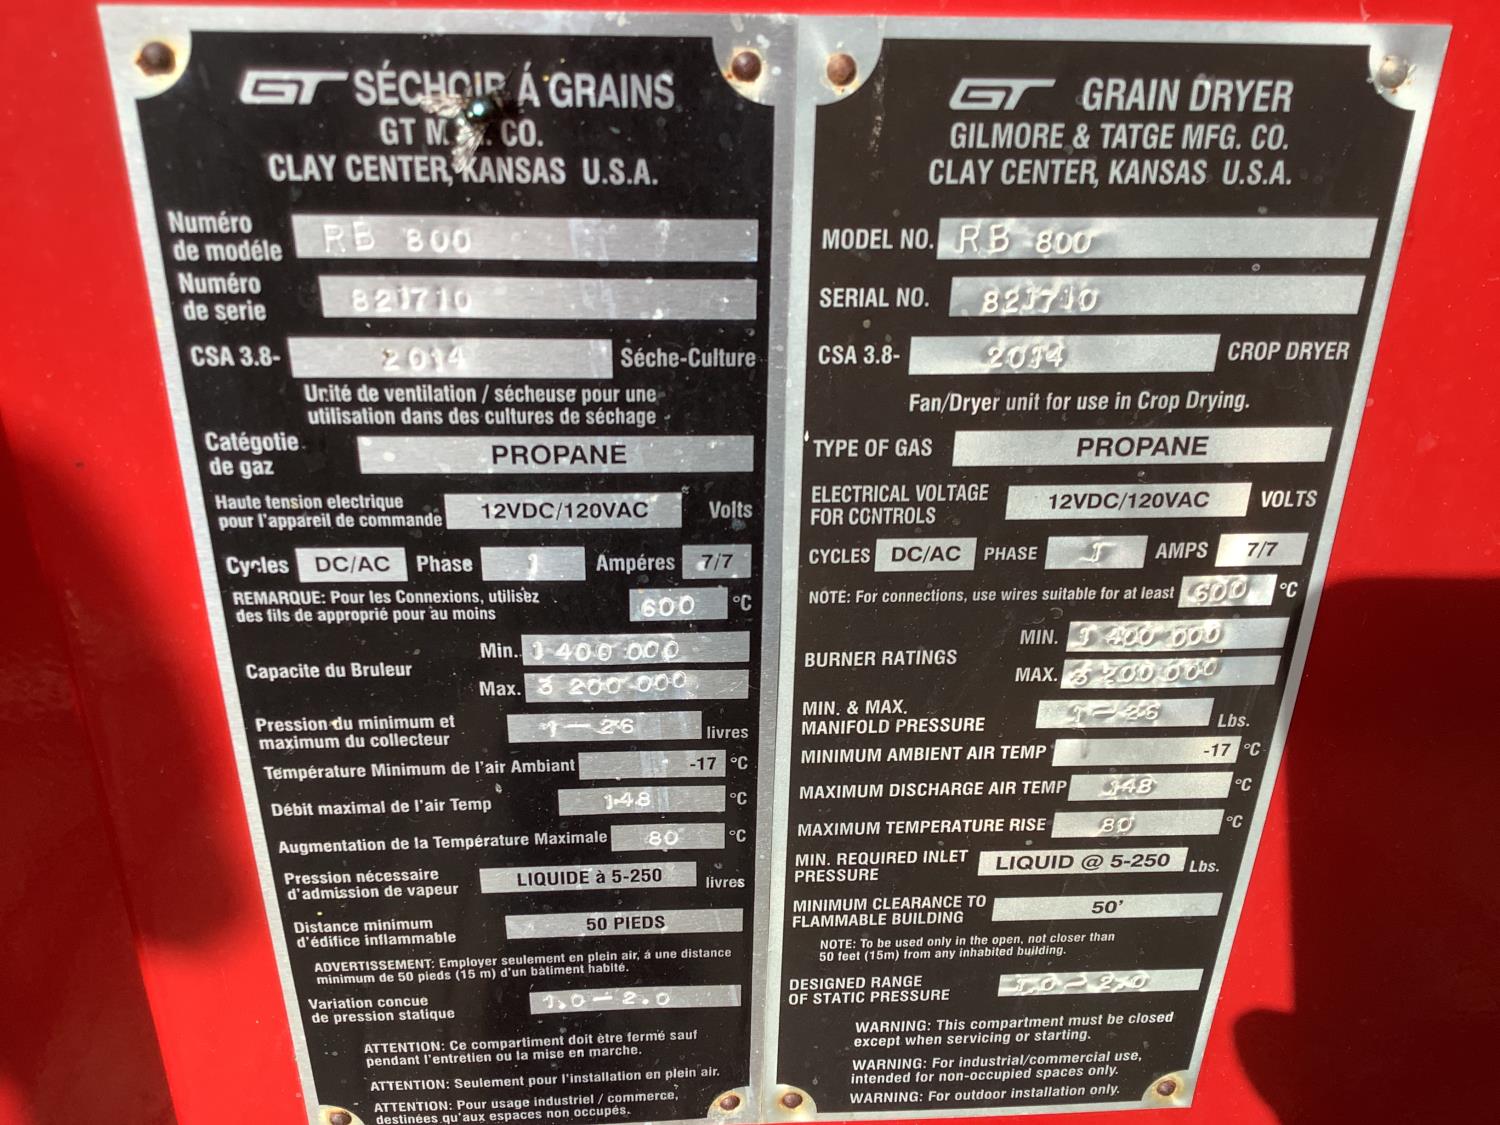 GT SÉCHOIR Á GRAINS
GT CO.
CLAY CENTER, KANSAS U.S.A.
Numéro
de modéle RB 800
Numéro
de serie 821710
CSA 3.8- 2014 Séche-Culture
Unité de ventilation / sécheuse pour une
utilisation dans des cultures de séchage
Catégotie
de gaz PROPANE
Haute tension electrique
pour l'appareil de commande 12VDC/120VAC Volts
Cycles DC/AC Phase 1 Ampéres 7/7
REMARQUE: Pour les Connexions, utilisez
des fils de approprié pour au moins 600 °C
Capacite du Bruleur Min. 1 400 000
Max. 3 200 000
Pression du minimum et
maximum du collecteur 1-26 livres
Température Minimum de l'air Ambiant -17 °C
Débit maximal de l'air Temp 148 °C
Augmentation de la Température Maximale 80 °C
Pression nécessaire
d'admission de vapeur LIQUIDE à 5-250 livres
Distance minimum
d'édifice inflammable 50 PIEDS
ADVERTISSEMENT: Employer seulement en plein air, á une distance
minimum de 50 pieds (15 m) d'un bâtiment habité.
Variation concue
de pression statique 1.0-2.0
ATTENTION: Ce compartiment doit ètre fermé sauf
pendant l'entretien ou la mise en marche.
ATTENTION: Seulement pour l'installation en plein air.
ATTENTION: Pour usage industriel / commerce,
destinées qu'aux espaces non occupés.
GT GRAIN DRYER
GILMORE & TATGE MFG. CO.
CLAY CENTER, KANSAS U.S.A.
MODEL NO. RB 800
SERIAL NO. 821710
CSA 3.8- 2014 CROP DRYER
Fan/Dryer unit for use in Crop Drying.
TYPE OF GAS PROPANE
ELECTRICAL VOLTAGE
FOR CONTROLS 12VDC/120VAC VOLTS
CYCLES DC/AC PHASE 1 AMPS 7/7
NOTE: For connections, use wires suitable for at least 600 °C
BURNER RATINGS MIN. 1 400 000
MAX. 3 200 000
MIN. & MAX.
MANIFOLD PRESSURE 1-26 Lbs.
MINIMUM AMBIENT AIR TEMP -17 °C
MAXIMUM DISCHARGE AIR TEMP 148 °C
MAXIMUM TEMPERATURE RISE 80 °C
MIN. REQUIRED INLET
PRESSURE LIQUID @ 5-250 Lbs.
MINIMUM CLEARANCE TO
FLAMMABLE BUILDING 50'
NOTE: To be used only in the open, not closer than
50 feet (15m) from any inhabited building.
DESIGNED RANGE
OF STATIC PRESSURE 1.0-2.0
WARNING: This compartment must be closed
except when servicing or starting.
WARNING: For industrial/commercial use,
intended for non-occupied spaces only.
WARNING: For outdoor installation only.